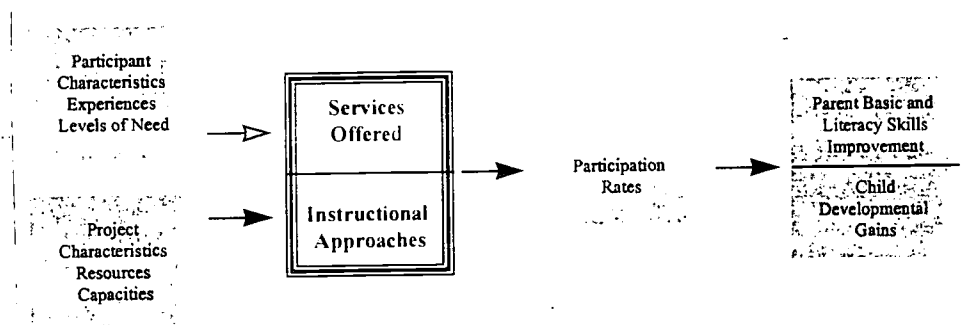 Participant
Characteristics
Experiences
Levels of Need
Project
Characteristics
Resources
Capacities
Services
Offered
Instructional
Approaches
Participation
Rates
Parent Basic and
Literacy Skills
Improvement
Child
Developmental
Gains